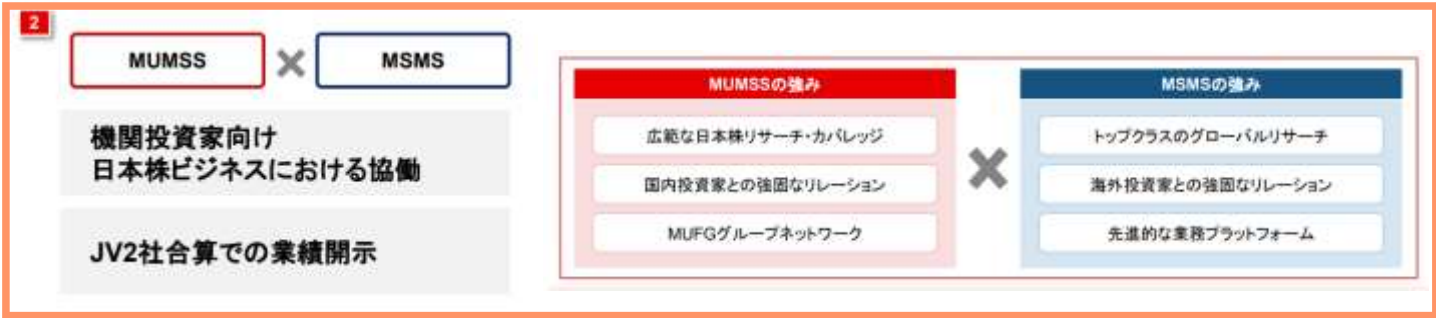 2
MUMSS
MSMS
機関投資家向け
日本株ビジネスにおける協働
JV2社合算での業績開示
MUMSSの強み
広範な日本株リサーチ・カバレッジ
国内投資家との強固なリレーション
MUFGグループネットワーク
MSMSの強み
トップクラスのグローバルリサーチ
海外投資家との強固なリレーション
先進的な業務プラットフォーム